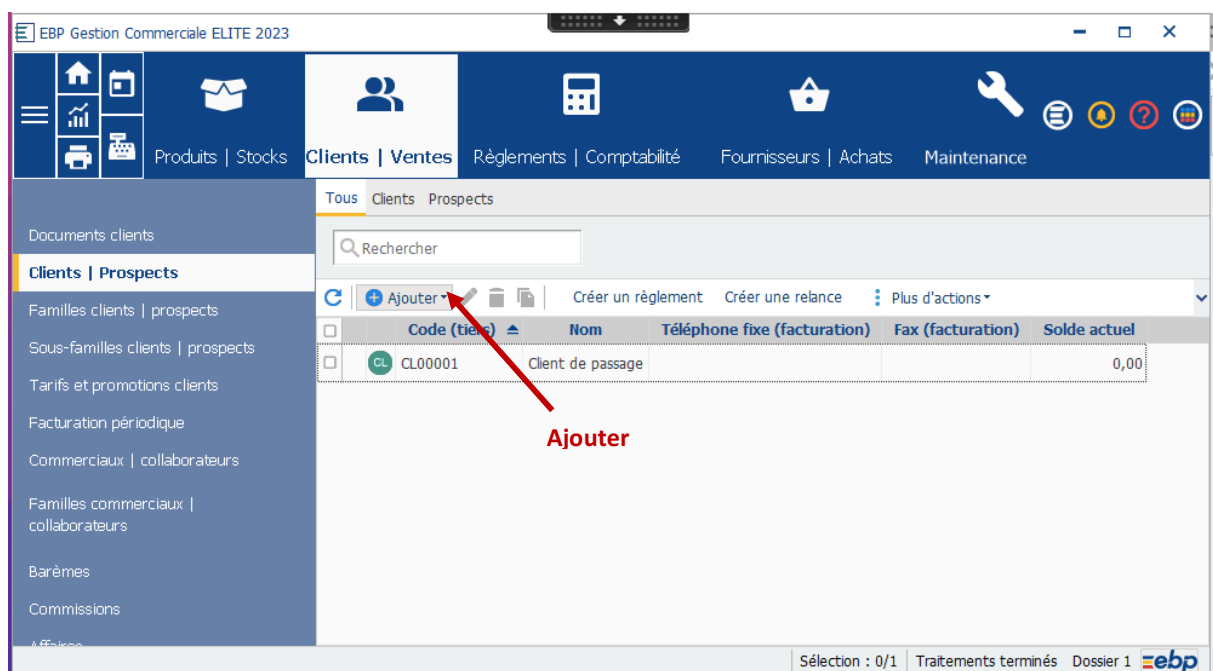 EBP Gestion Commerciale ELITE 2023
Produits | Stocks
Clients | Ventes
Règlements | Comptabilité
Fournisseurs | Achats
Maintenance
Tous Clients Prospects
Rechercher
Documents clients
Clients | Prospects
Familles clients | prospects
Sous-familles clients | prospects
Tarifs et promotions clients
Facturation périodique
Commerciaux | collaborateurs
Familles commerciaux |
collaborateurs
Barèmes
Commissions
Affaires
Ajouter Créer un règlement Créer une relance Plus d'actions
Code (tiers) Nom Téléphone fixe (facturation) Fax (facturation) Solde actuel
CL CL00001 Client de passage 0,00
Ajouter
Sélection : 0/1 Traitements terminés Dossier 1 ebp